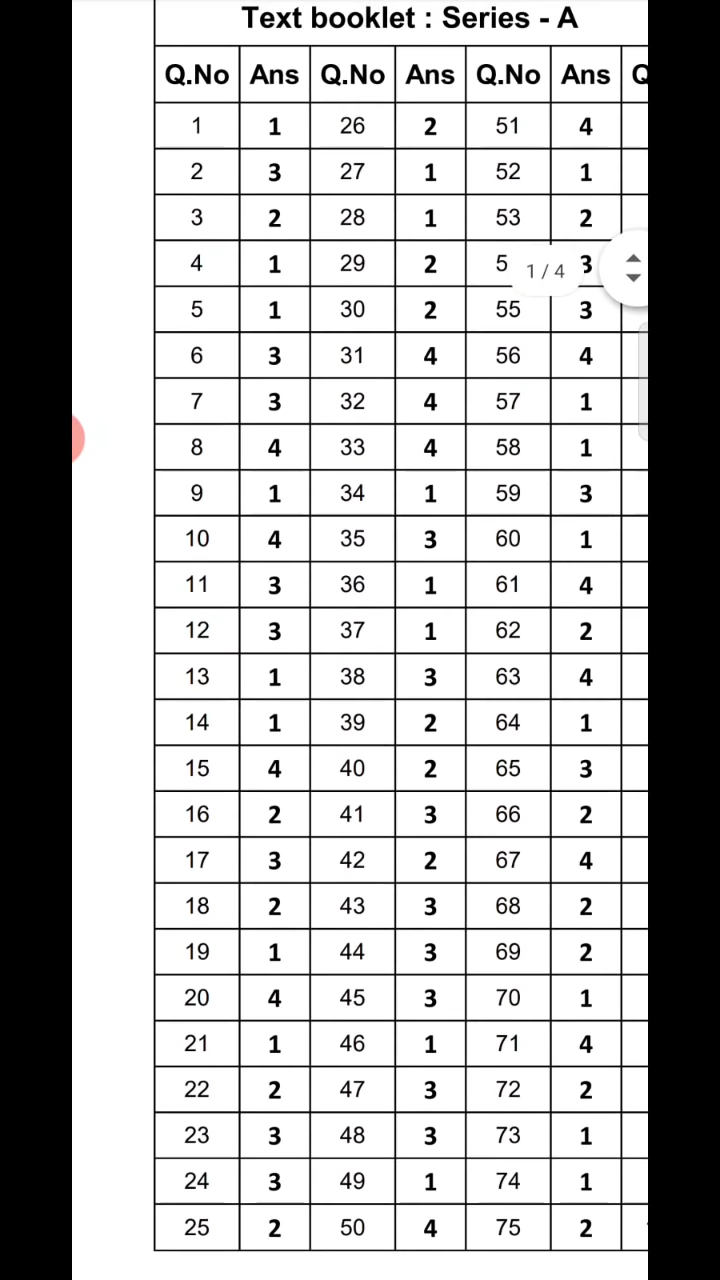 Text booklet : Series - A
Q.No Ans Q.No Ans Q.No Ans
1 1 26 2 51 4
2 3 27 1 52 1
3 2 28 1 53 2
4 1 29 2 5 1 / 4 3
5 1 30 2 55 3
6 3 31 4 56 4
7 3 32 4 57 1
8 4 33 4 58 1
9 1 34 1 59 3
10 4 35 3 60 1
11 3 36 1 61 4
12 3 37 1 62 2
13 1 38 3 63 4
14 1 39 2 64 1
15 4 40 2 65 3
16 2 41 3 66 2
17 3 42 2 67 4
18 2 43 3 68 2
19 1 44 3 69 2
20 4 45 3 70 1
21 1 46 1 71 4
22 2 47 3 72 2
23 3 48 3 73 1
24 3 49 1 74 1
25 2 50 4 75 2